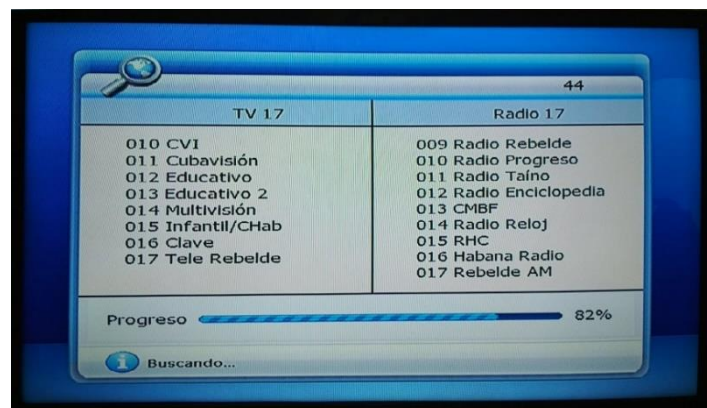 44
TV 17
Radio 17
010 CVI
011 Cubavisión
012 Educativo
013 Educativo 2
014 Multivisión
015 Infantil/CHab
016 Clave
017 Tele Rebelde
009 Radio Rebelde
010 Radio Progreso
011 Radio Taíno
012 Radio Enciclopedia
013 CMBF
014 Radio Reloj
015 RHC
016 Habana Radio
017 Rebelde AM
Progreso 82%
Buscando...